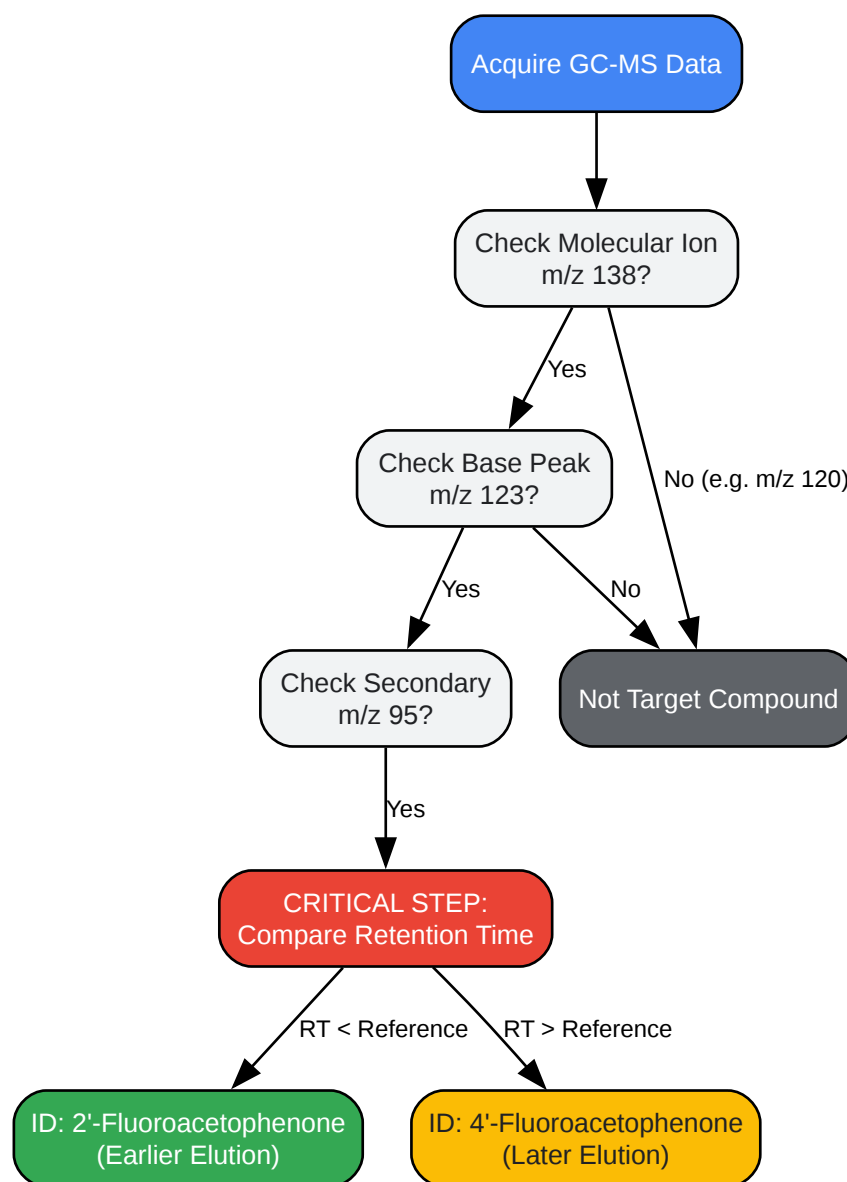 Acquire GC-MS Data
Check Molecular Ion
m/z 138?
Yes
Check Base Peak
m/z 123?
No (e.g. m/z 120)
Yes
No
Check Secondary
m/z 95?
Not Target Compound
Yes
CRITICAL STEP:
Compare Retention Time
RT < Reference
RT > Reference
ID: 2'-Fluoroacetophenone
(Earlier Elution)
ID: 4'-Fluoroacetophenone
(Later Elution)